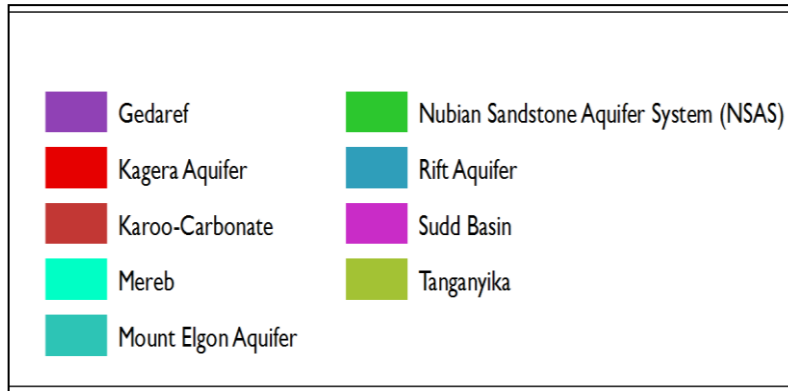 Gedaref
Kagera Aquifer
Karoo-Carbonate
Mereb
Mount Elgon Aquifer
Nubian Sandstone Aquifer System (NSAS)
Rift Aquifer
Sudd Basin
Tanganyika